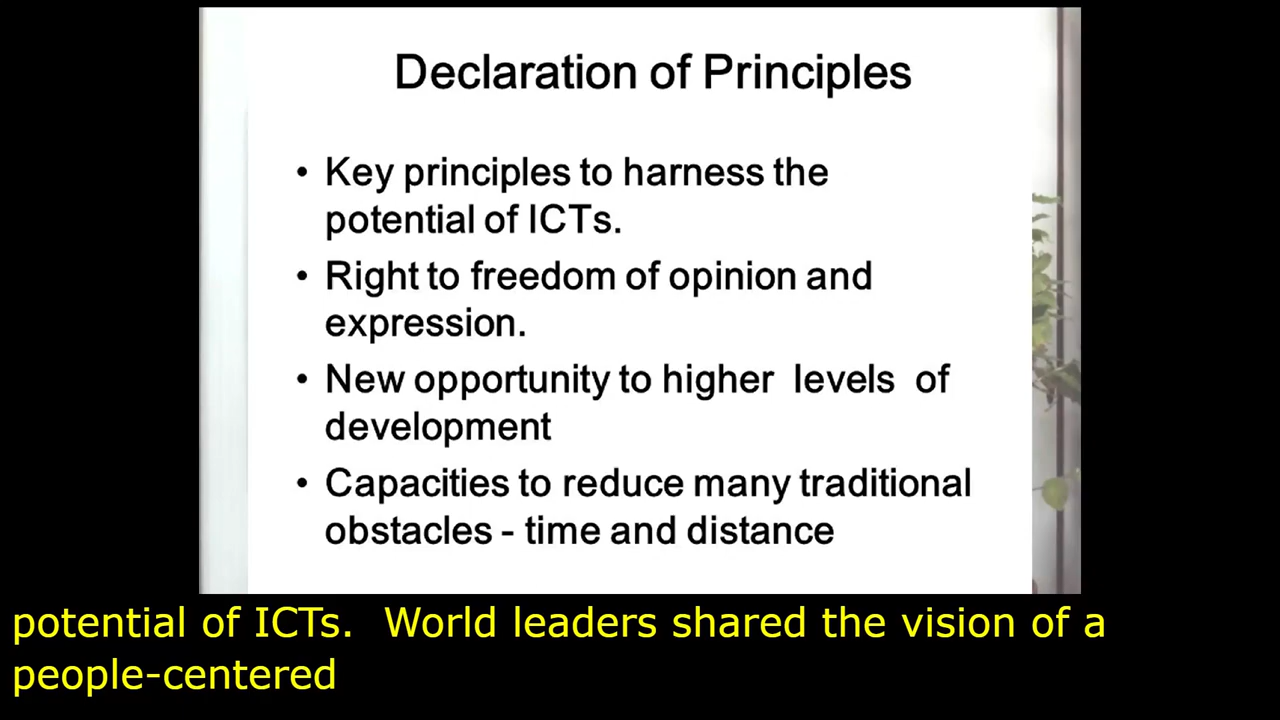 Declaration of Principles
• Key principles to harness the
potential of ICTs.
• Right to freedom of opinion and
expression.
• New opportunity to higher levels of
development
• Capacities to reduce many traditional
obstacles - time and distance
potential of ICTs. World leaders shared the vision of a
people-centered